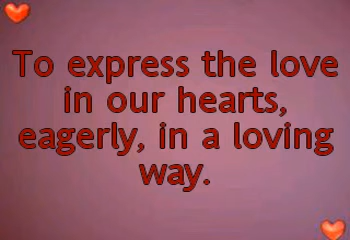 To express the love
in our hearts,
eagerly, in a loving
way.